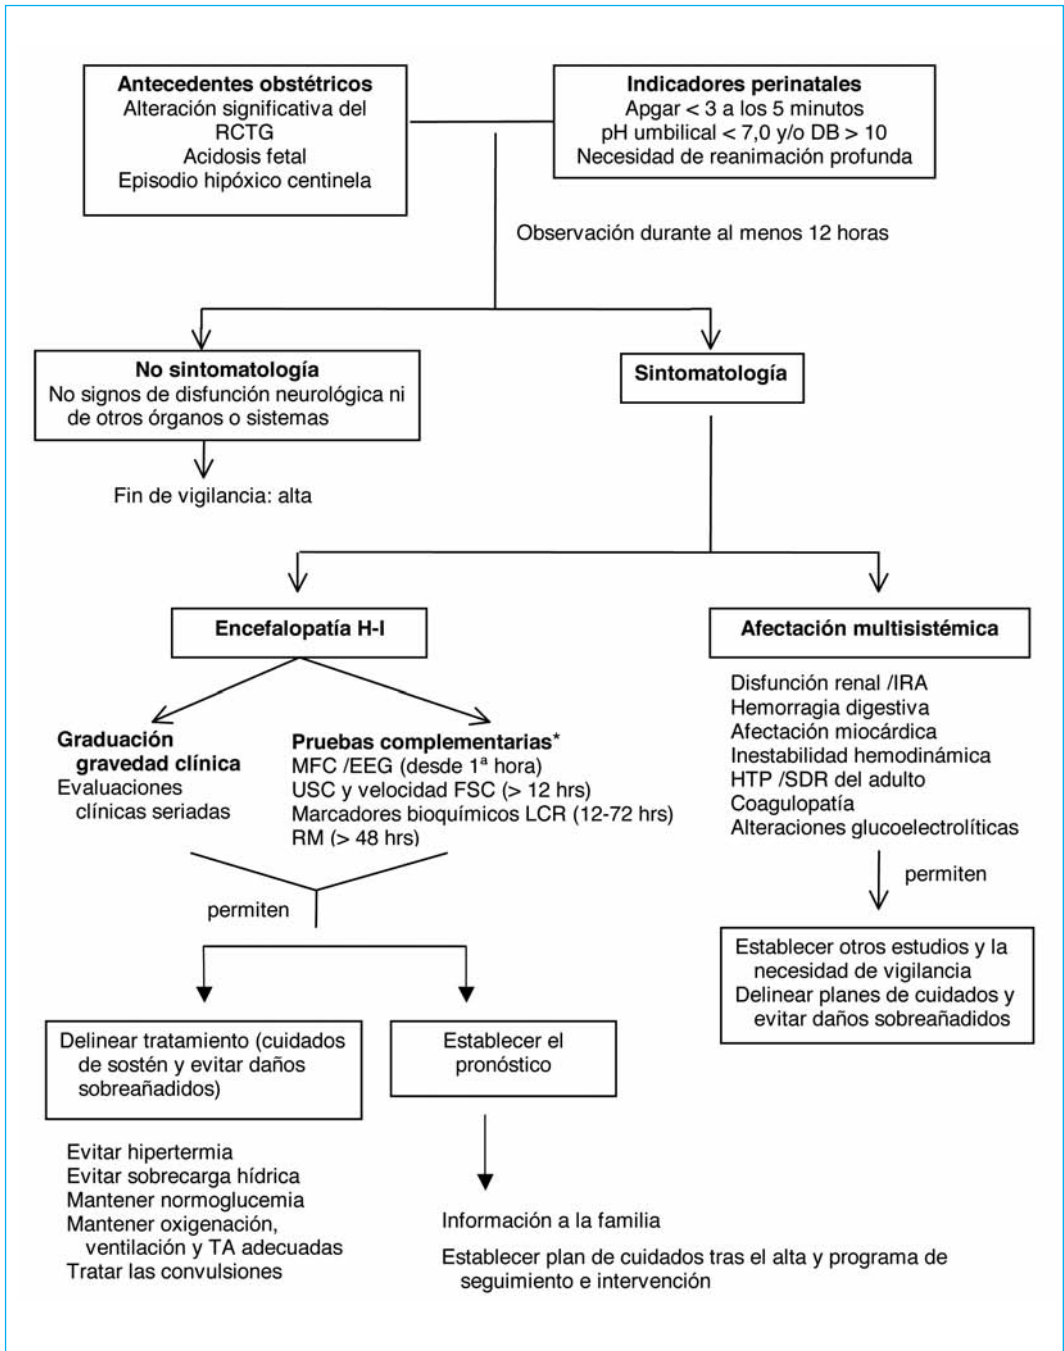 Antecedentes obstétricos
Alteración significativa del
RCTG
Acidosis fetal
Episodio hipóxico centinela
Indicadores perinatales
Apgar < 3 a los 5 minutos
pH umbilical < 7,0 y/o DB > 10
Necesidad de reanimación profunda
Observación durante al menos 12 horas
No sintomatología
No signos de disfunción neurológica ni
de otros órganos o sistemas
Sintomatología
Fin de vigilancia: alta
Encefalopatía H-I
Afectación multisistémica
Graduación
gravedad clínica
Evaluaciones
clínicas seriadas
Pruebas complementarias*
MFC /EEG (desde 1ª hora)
USC y velocidad FSC (> 12 hrs)
Marcadores bioquímicos LCR (12-72 hrs)
RM (> 48 hrs)
Disfunción renal /IRA
Hemorragia digestiva
Afectación miocárdica
Inestabilidad hemodinámica
HTP /SDR del adulto
Coagulopatía
Alteraciones glucoelectrolíticas
permiten
permiten
Establecer otros estudios y la
necesidad de vigilancia
Delinear planes de cuidados y
evitar daños sobreañadidos
Delinear tratamiento (cuidados
de sostén y evitar daños
sobreañadidos)
Establecer el
pronóstico
Evitar hipertermia
Evitar sobrecarga hídrica
Mantener normoglucemia
Mantener oxigenación,
ventilación y TA adecuadas
Tratar las convulsiones
Información a la familia
Establecer plan de cuidados tras el alta y programa de
seguimiento e intervención